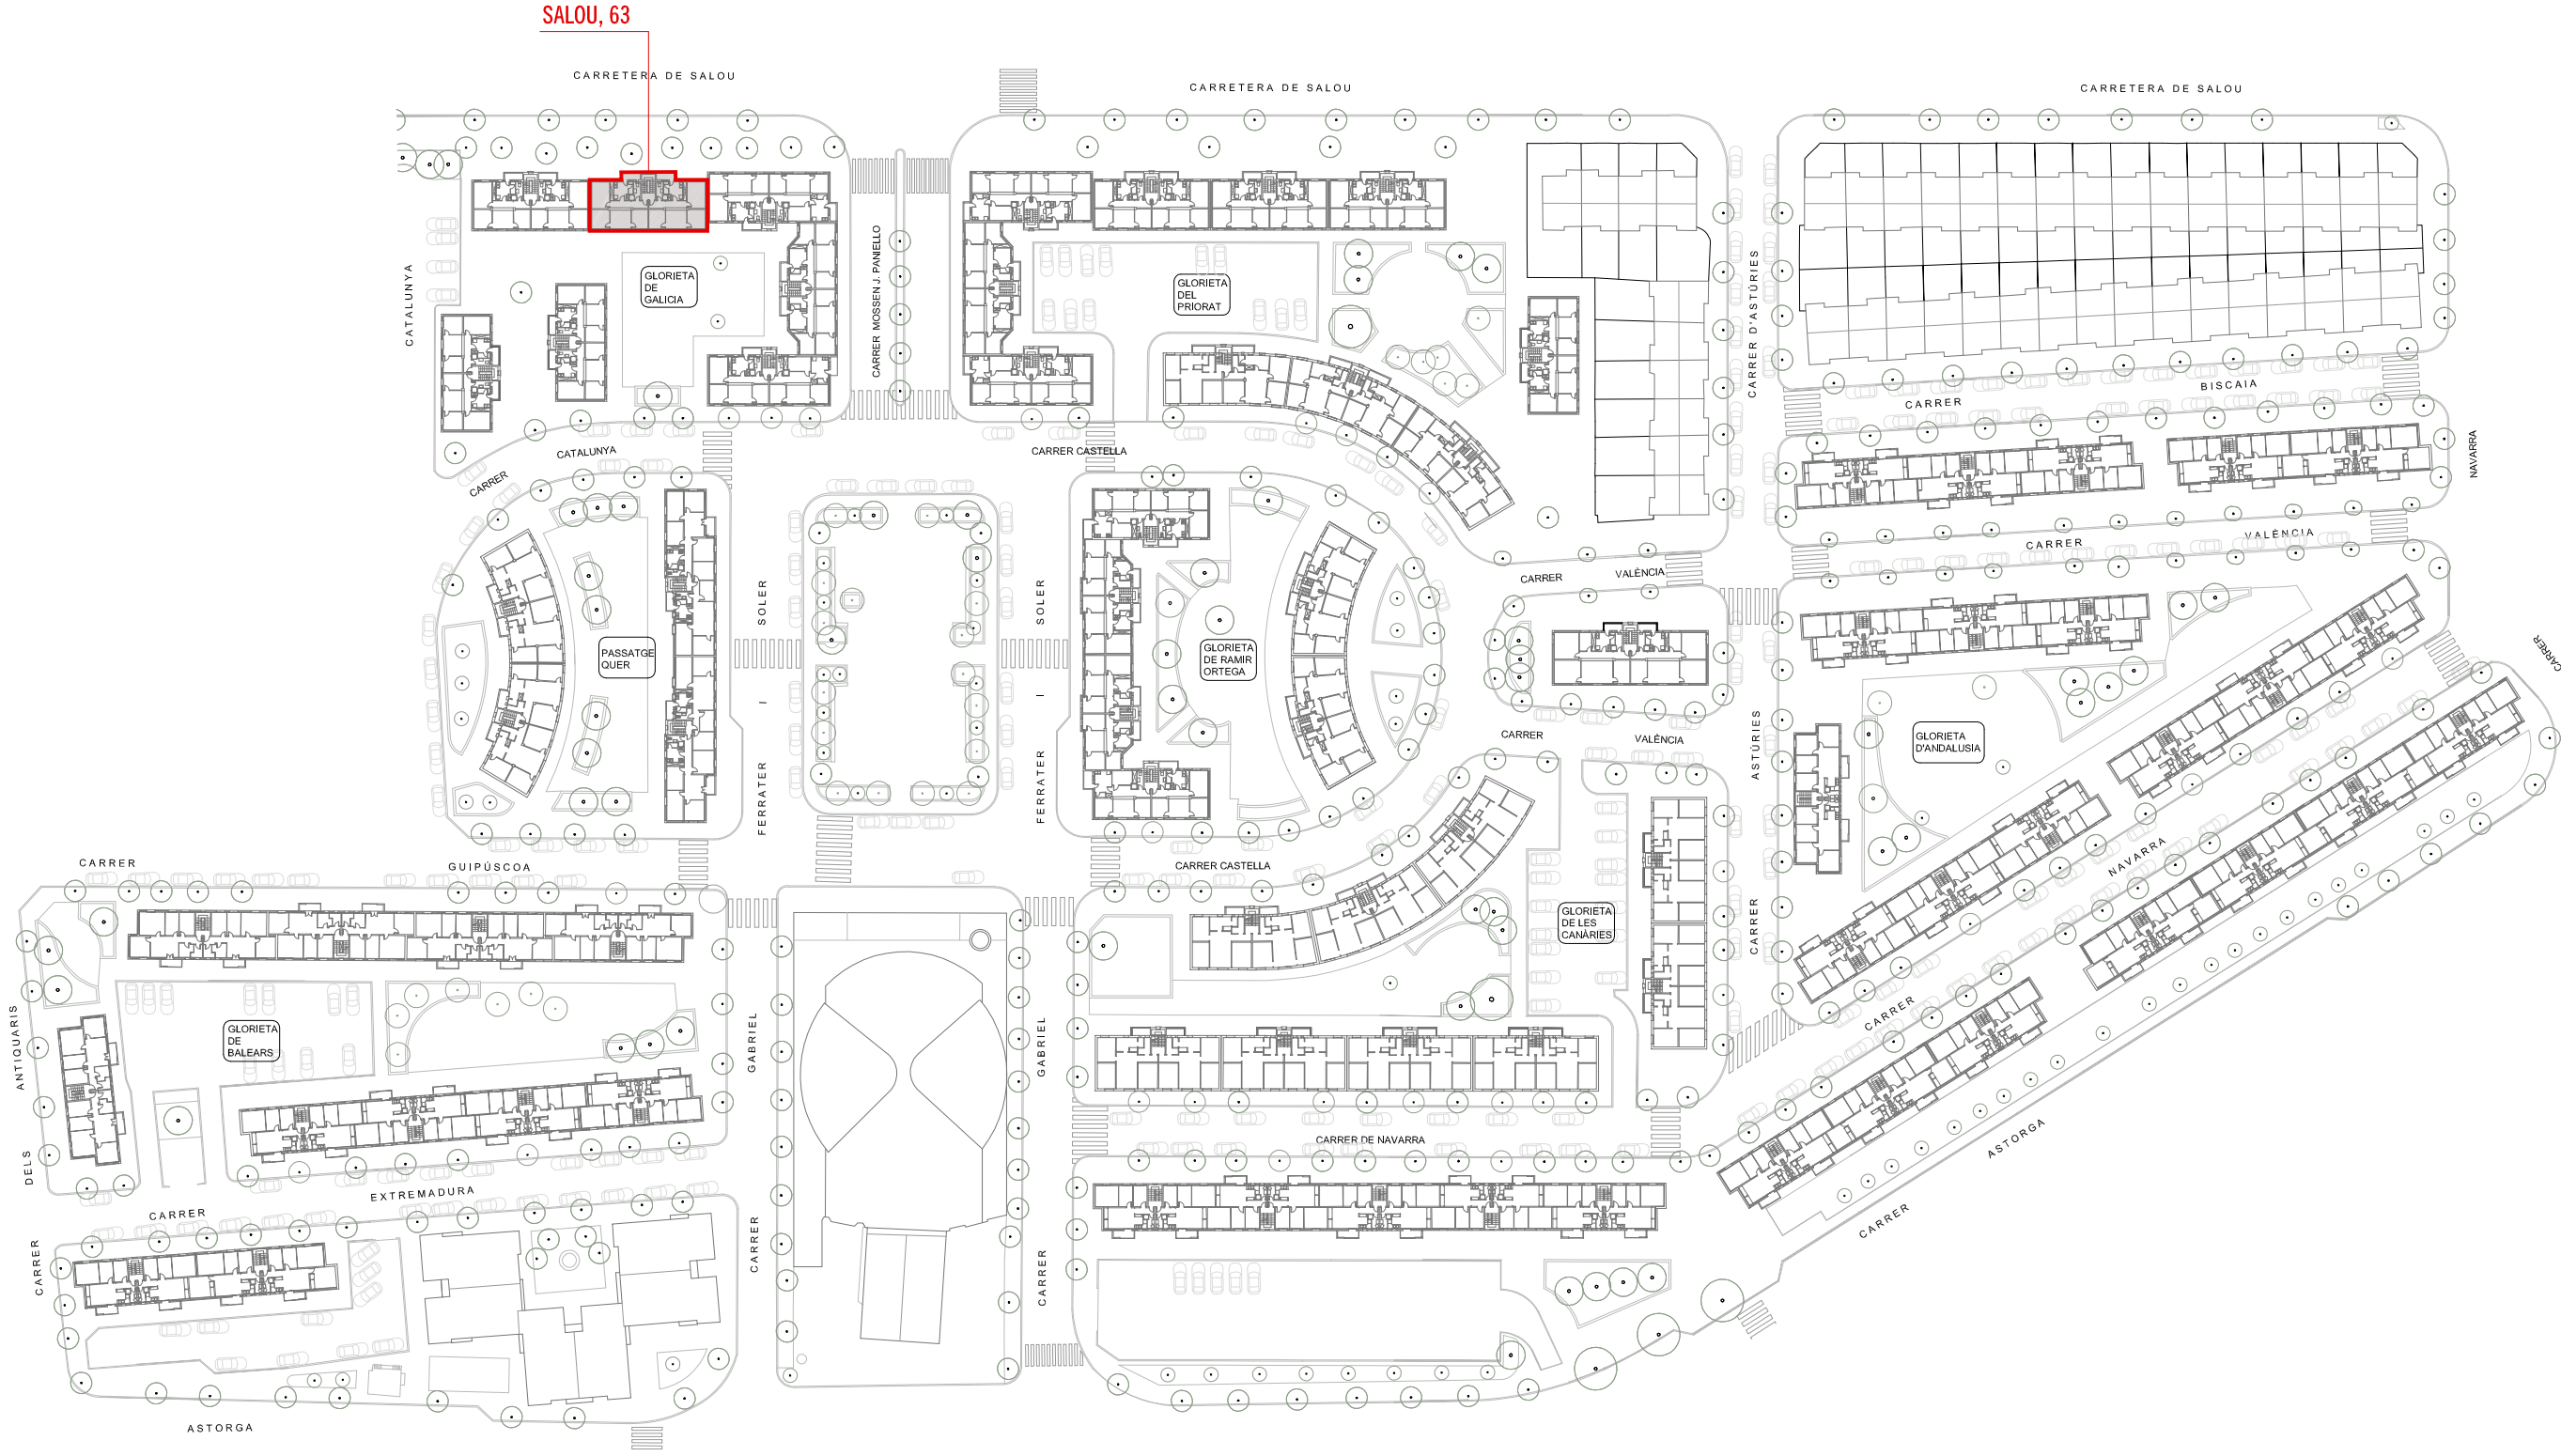 SALOU, 63
CARRETERA DE SALOU
CARRETERA DE SALOU
CARRETERA DE SALOU
CATALUNYA
GLORIETA
DE
GALICIA
CARRER MOSSEN J. PANIELLO
GLORIETA
DEL
PRIORAT
CARRER D'ASTÚRIES
CARRER
BISCAIA
CARRER
CATALUNYA
CARRER CASTELLA
NAVARRA
CARRER
VALÈNCIA
CARRER
VALÈNCIA
PASSATGE
QUER
FERRATER I SOLER
FERRATER I SOLER
GLORIETA
DE RAMIR
ORTEGA
CARRER
VALÈNCIA
ASTÚRIES
CARRER
GLORIETA
D'ANDALUSIA
CARRER
CARRER
GUIPÚSCOA
CARRER CASTELLA
GLORIETA
DE LES
CANÀRIES
CARRER
NAVARRA
GLORIETA
DE
BALEARS
ANTIQUARIS
DELS
CARRER
GABRIEL
CARRER
GABRIEL
CARRER
CARRER DE NAVARRA
CARRER
ASTORGA
CARRER
EXTREMADURA
ASTORGA